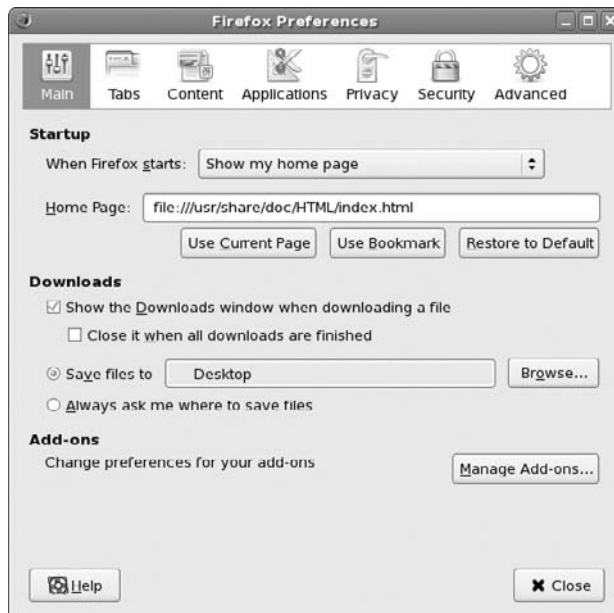 Firefox Preferences
Main Tabs Content Applications Privacy Security Advanced
Startup
When Firefox starts: Show my home page
Home Page: file:///usr/share/doc/HTML/index.html
Use Current Page Use Bookmark Restore to Default
Downloads
Show the Downloads window when downloading a file
Close it when all downloads are finished
Save files to Desktop Browse...
Always ask me where to save files
Add-ons
Change preferences for your add-ons Manage Add-ons...
Help Close